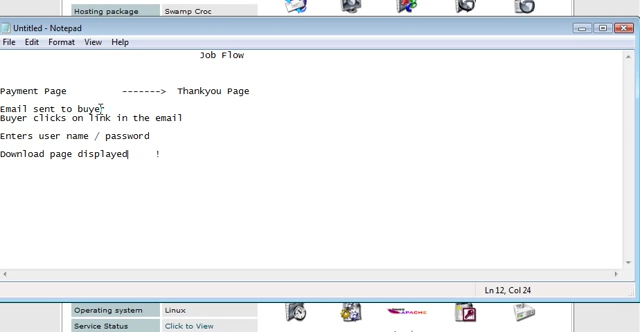 Hosting package Swamp Croc
Untitled - Notepad
File Edit Format View Help
Job Flow
Payment Page -------> Thankyou Page
Email sent to buyer
Buyer clicks on link in the email
Enters user name / password
Download page displayed !
Ln 12, Col 24
Operating system Linux
APACHE
Service Status Click to View